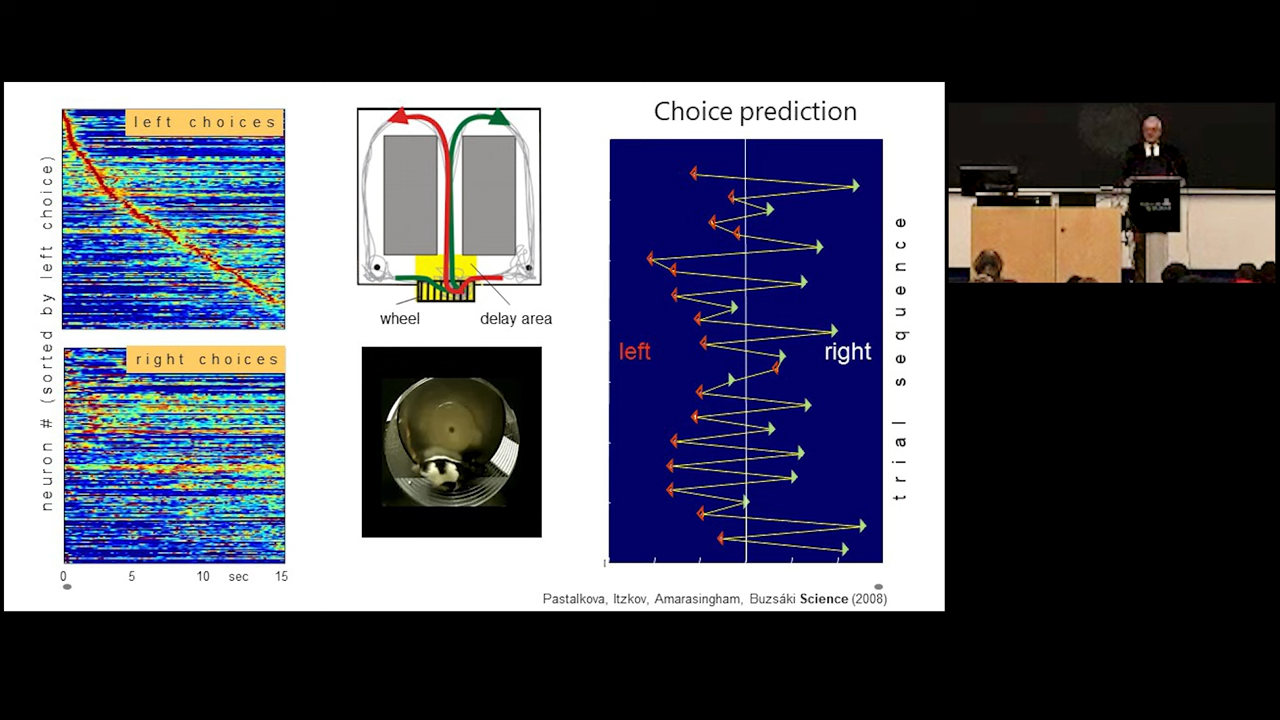 left choices
right choices
neuron # (sorted by left choice)
0 5 10 sec 15
wheel
delay area
Choice prediction
left
right
trial sequence
Pastalkova, Itzkov, Amarasingham, Buzsáki Science (2008)